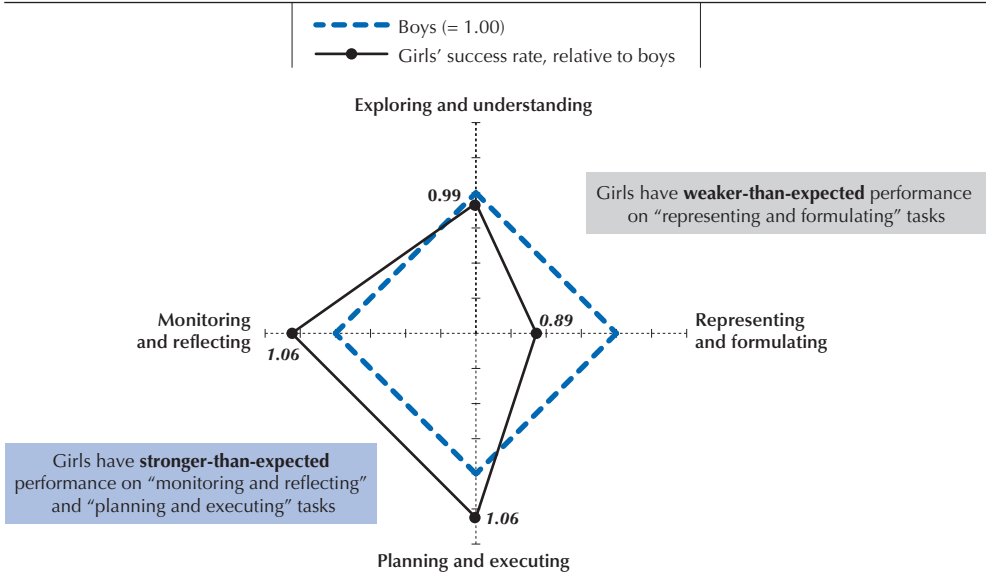 Boys (= 1.00)
Girls’ success rate, relative to boys
Exploring and understanding
0.99
Girls have weaker-than-expected performance
on “representing and formulating” tasks
Monitoring
and reflecting
1.06
0.89
Representing
and formulating
Girls have stronger-than-expected
performance on “monitoring and reflecting”
and “planning and executing” tasks
1.06
Planning and executing